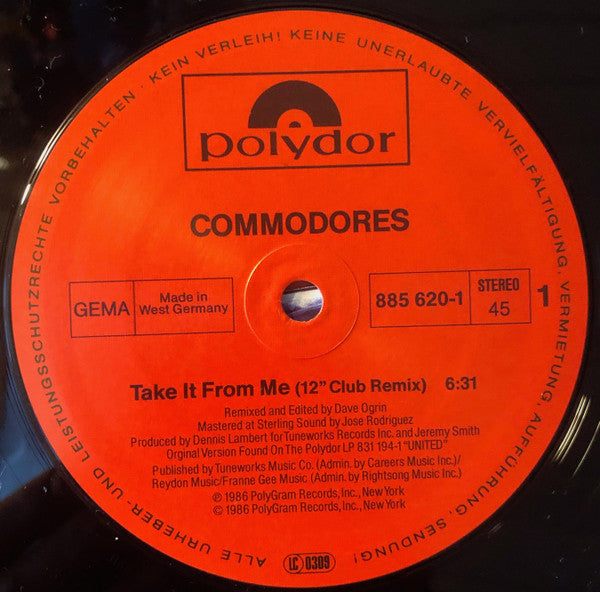 polydor
COMMODORES
GEMA
Made in
West Germany
885 620-1
STEREO
45
1
Take It From Me (12" Club Remix) 6:31
Remixed and Edited by Dave Ogrin
Mastered at Sterling Sound by Jose Rodriguez
Produced by Dennis Lambert for Tuneworks Records Inc. and Jeremy Smith
Orginal Version Found On The Polydor LP 831 194-1 "UNITED"
Published by Tuneworks Music Co. (Admin. by Careers Music Inc.)/
Reydon Music/Franne Gee Music (Admin. by Rightsong Music Inc.)
℗ 1986 PolyGram Records, Inc., New York
© 1986 PolyGram Records, Inc., New York
LC 0309
ALLE URHEBER- UND LEISTUNGSSCHUTZRECHTE VORBEHALTEN · KEIN VERLEIH! KEINE UNERLAUBTE VERVIELFÄLTIGUNG, VERMIETUNG, AUFFÜHRUNG, SENDUNG!